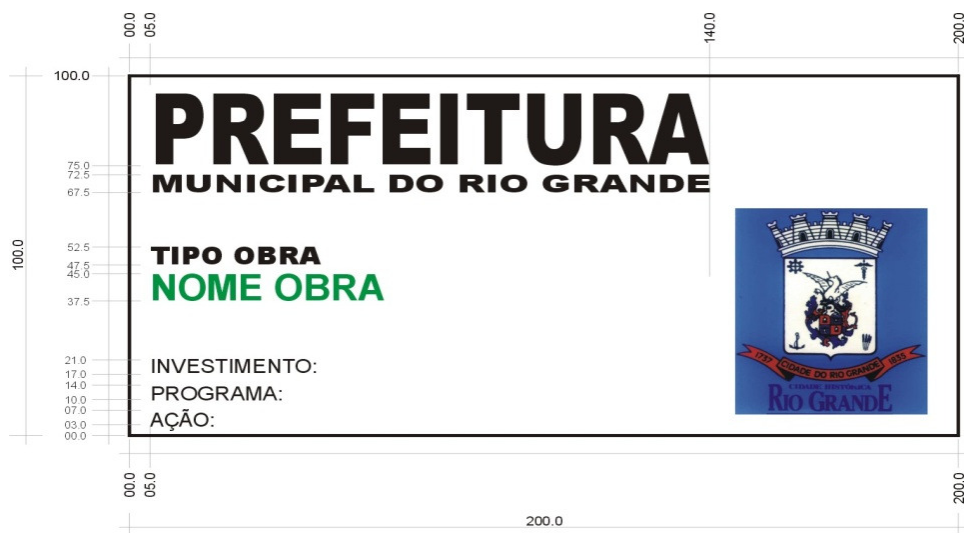 00.0
05.0
140.0
200.0
100.0
PREFEITURA
75.0
72.5
MUNICIPAL DO RIO GRANDE
67.5
100.0
52.5
TIPO OBRA
47.5
45.0
NOME OBRA
37.5
21.0
INVESTIMENTO:
17.0
14.0
PROGRAMA:
10.0
07.0
AÇÃO:
03.0
00.0
1737 CIDADE DO RIO GRANDE 1835
CIDADE HISTÓRICA
RIO GRANDE
00.0
05.0
200.0
200.0